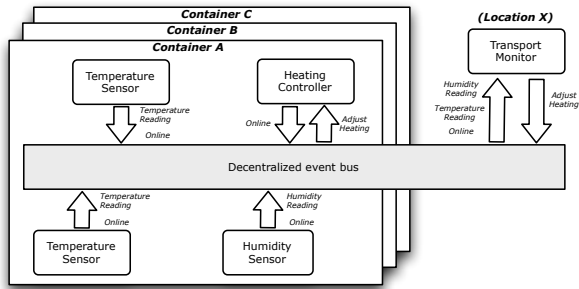 Container C
Container B
Container A
(Location X)
Temperature
Sensor
Heating
Controller
Transport
Monitor
Temperature
Reading
Online
Online
Adjust
Heating
Humidity
Reading
Temperature
Reading
Online
Adjust
Heating
Decentralized event bus
Temperature
Reading
Online
Humidity
Reading
Online
Temperature
Sensor
Humidity
Sensor